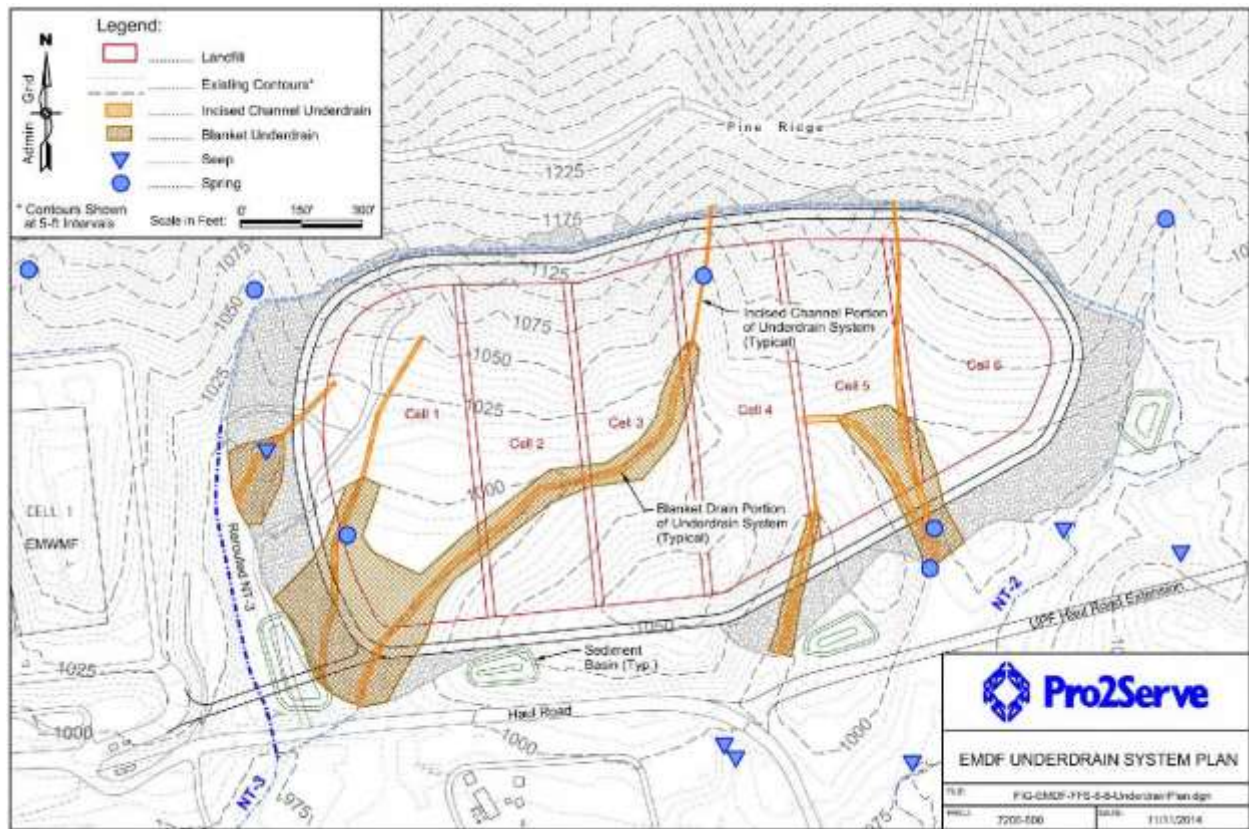 Legend:
N
Admin Grid
Landfill
Existing Contours*
Incised Channel Underdrain
Blanket Underdrain
Seep
Spring
* Contours Shown
at 5-ft Intervals
Scale in Feet: 0' 150' 300'
Pine Ridge
1225
1175
1125
1075
1050
1025
1075
1050
1025
1000
Incised Channel Portion
of Underdrain System
(Typical)
Cell 1
Cell 2
Cell 3
Cell 4
Cell 5
Cell 6
Blanket Drain Portion
of Underdrain System
(Typical)
CELL 1
EMWMF
Rerouted NT-3
NT-2
UPF Haul Road Extension
1050
Sediment
Basin (Typ.)
Haul Road
1025
1000
1000
1000
975
NT-3
Pro2Serve
EMDF UNDERDRAIN SYSTEM PLAN
DATE: 11/11/2014